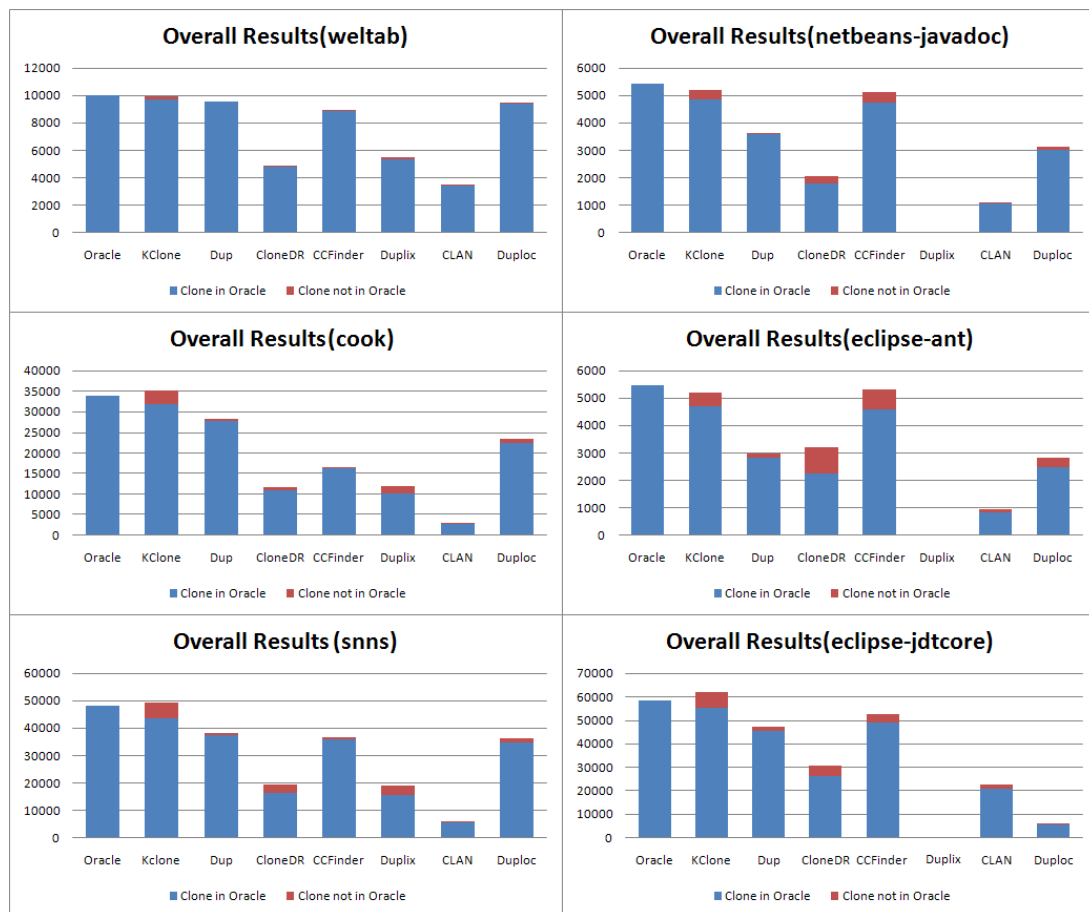 Overall Results(weltab)
12000
10000
8000
6000
4000
2000
0
Oracle KClone Dup CloneDR CCFinder Duplix CLAN Duploc
Clone in Oracle Clone not in Oracle
Overall Results(netbeans-javadoc)
6000
5000
4000
3000
2000
1000
0
Oracle KClone Dup CloneDR CCFinder Duplix CLAN Duploc
Clone in Oracle Clone not in Oracle
Overall Results(cook)
40000
35000
30000
25000
20000
15000
10000
5000
0
Oracle KClone Dup CloneDR CCFinder Duplix CLAN Duploc
Clone in Oracle Clone not in Oracle
Overall Results(eclipse-ant)
6000
5000
4000
3000
2000
1000
0
Oracle KClone Dup CloneDR CCFinder Duplix CLAN Duploc
Clone in Oracle Clone not in Oracle
Overall Results (snns)
60000
50000
40000
30000
20000
10000
0
Oracle Kclone Dup CloneDR CCFinder Duplix CLAN Duploc
Clone in Oracle Clone not in Oracle
Overall Results(eclipse-jdtcore)
70000
60000
50000
40000
30000
20000
10000
0
Oracle KClone Dup CloneDR CCFinder Duplix CLAN Duploc
Clone in Oracle Clone not in Oracle